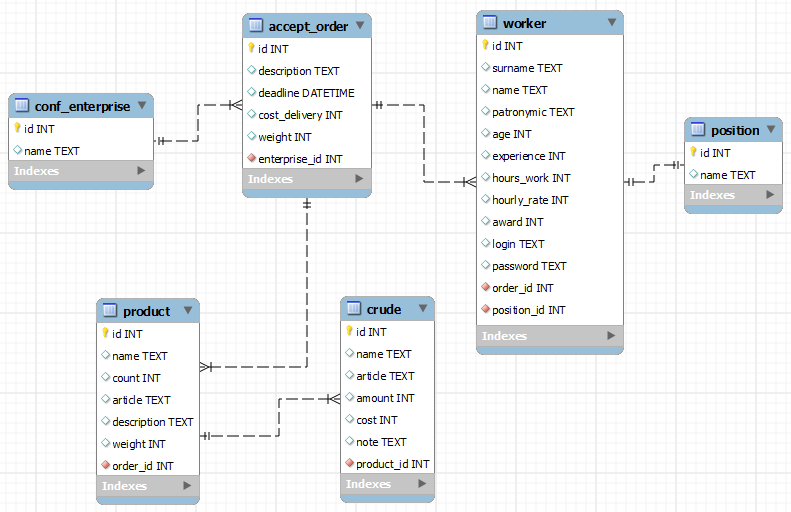 conf_enterprise
id INT
name TEXT
Indexes
accept_order
id INT
description TEXT
deadline DATETIME
cost_delivery INT
weight INT
enterprise_id INT
Indexes
worker
id INT
surname TEXT
name TEXT
patronymic TEXT
age INT
experience INT
hours_work INT
hourly_rate INT
award INT
login TEXT
password TEXT
order_id INT
position_id INT
Indexes
position
id INT
name TEXT
Indexes
product
id INT
name TEXT
count INT
article TEXT
description TEXT
weight INT
order_id INT
Indexes
crude
id INT
name TEXT
article TEXT
amount INT
cost INT
note TEXT
product_id INT
Indexes